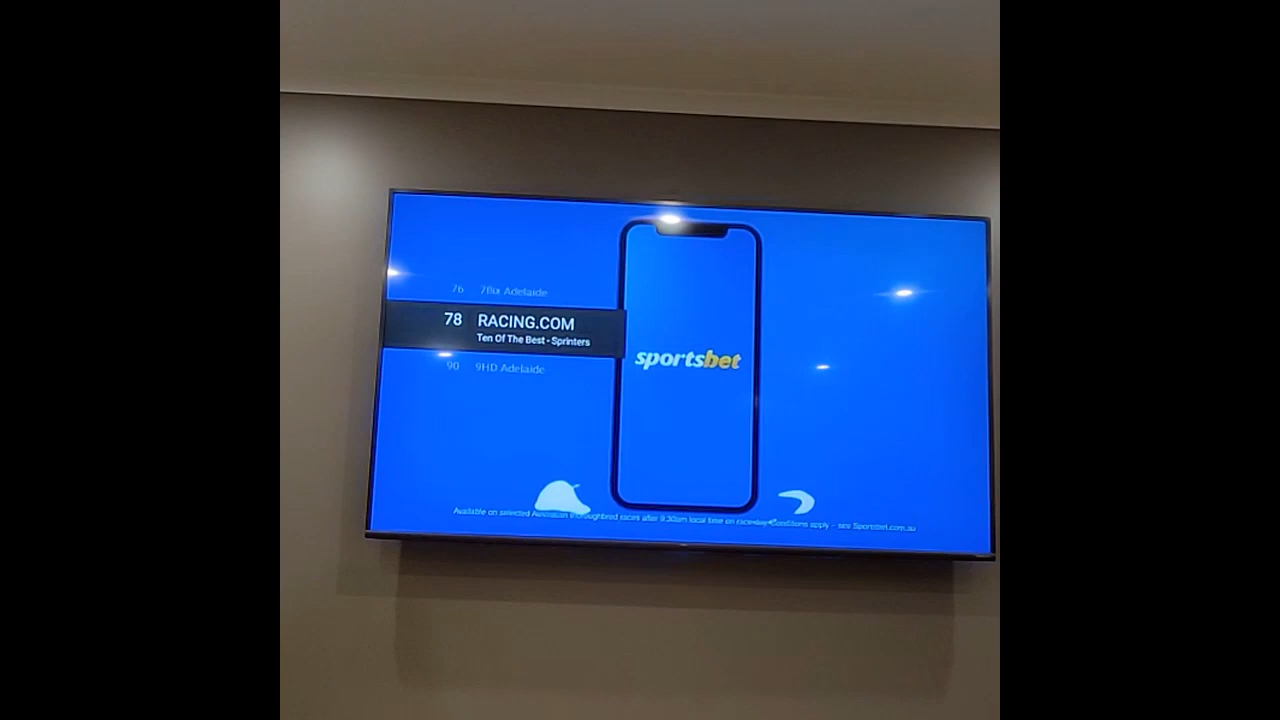 76 7flix Adelaide
78 RACING.COM
Ten Of The Best - Sprinters
90 9HD Adelaide
sportsbet
Available on selected Australian thoroughbred races after 9:30am local time on raceday. Conditions apply – see Sportsbet.com.au